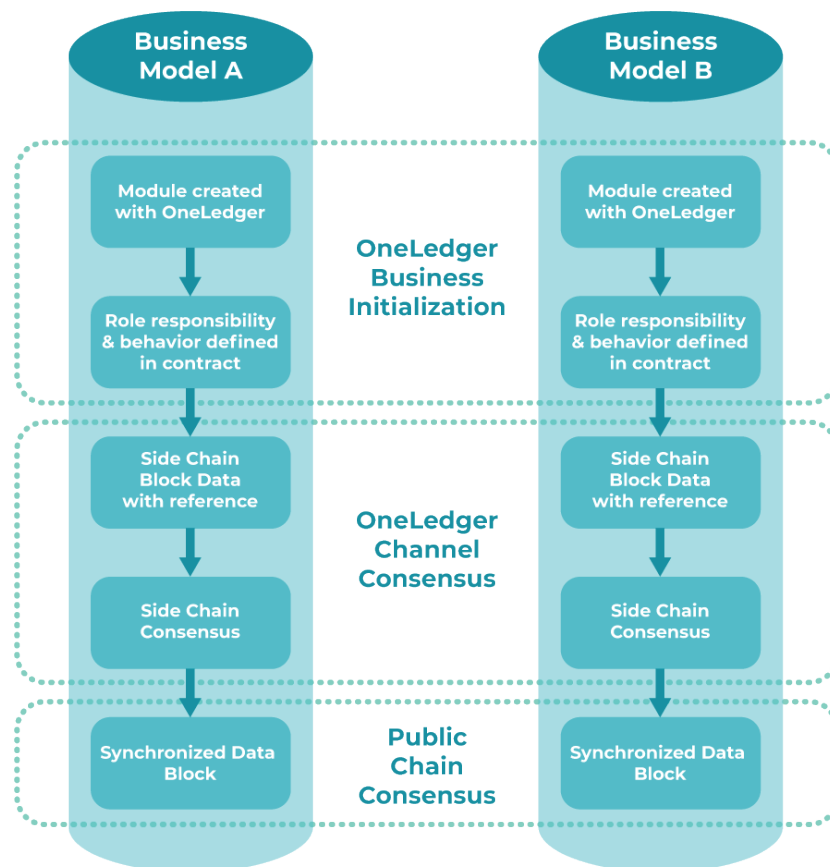 Business
Model A
Business
Model B
Module created
with OneLedger
OneLedger
Business
Initialization
Module created
with OneLedger
Role responsibility
& behavior defined
in contract
Role responsibility
& behavior defined
in contract
Side Chain
Block Data
with reference
OneLedger
Channel
Consensus
Side Chain
Block Data
with reference
Side Chain
Consensus
Side Chain
Consensus
Synchronized Data
Block
Public
Chain
Consensus
Synchronized Data
Block